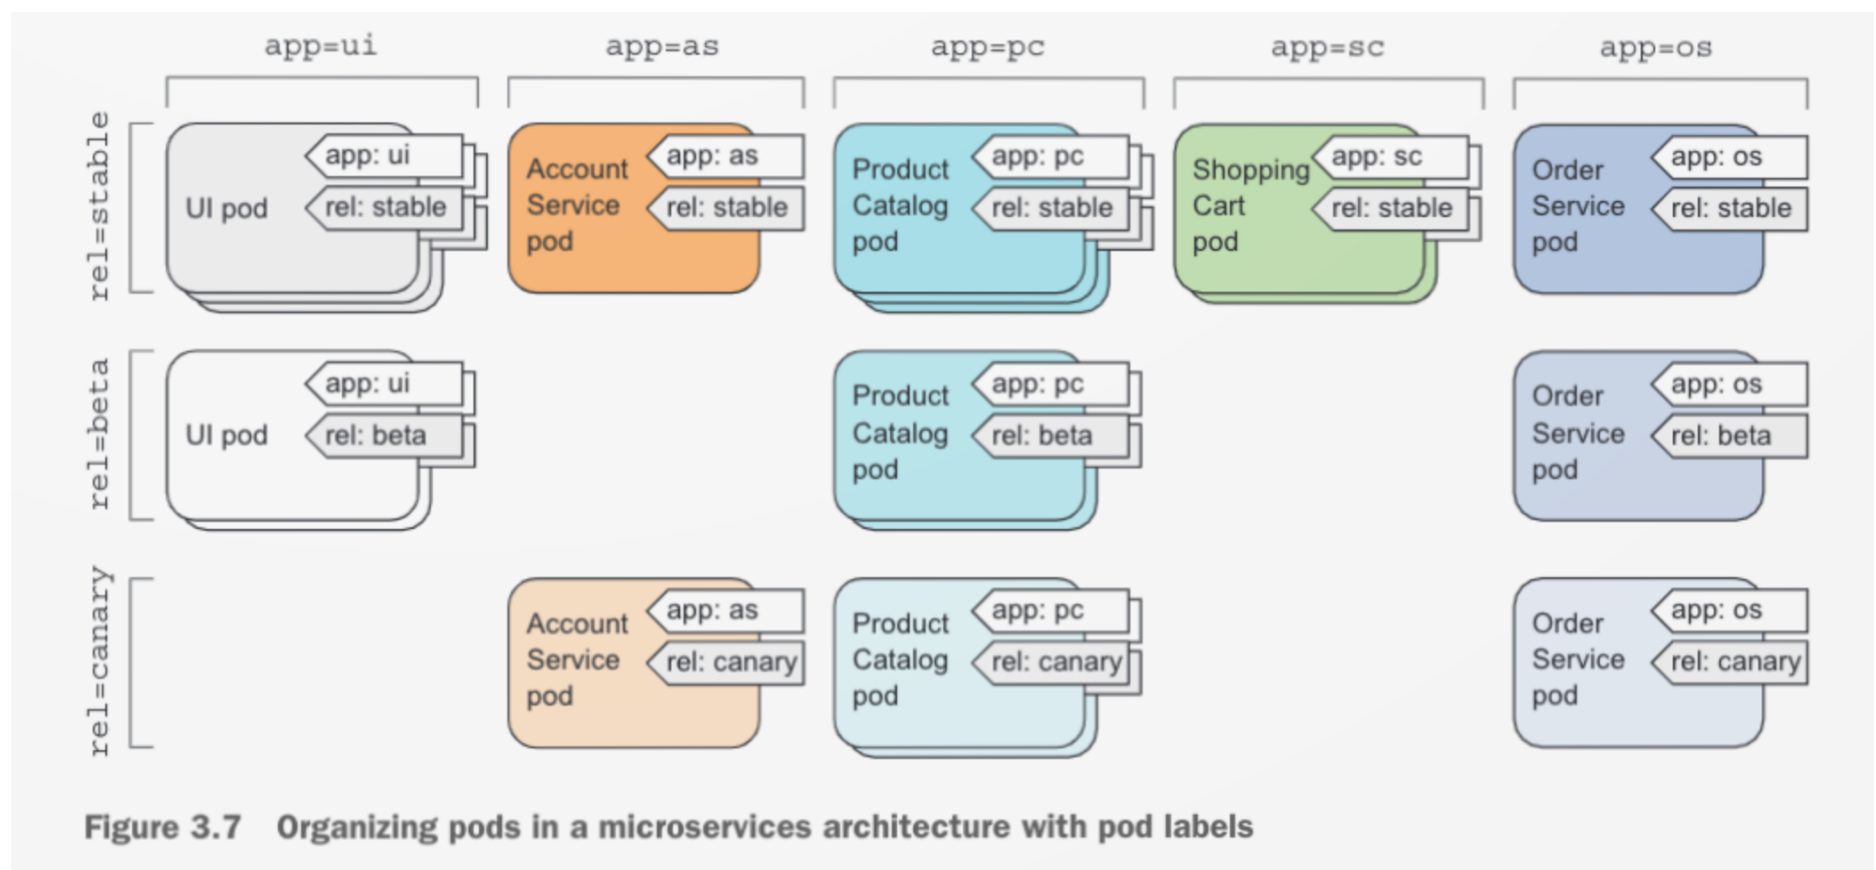 app=ui app=as app=pc app=sc app=os
rel=stable
UI pod
app: ui
rel: stable
Account
Service
pod
app: as
rel: stable
Product
Catalog
pod
app: pc
rel: stable
Shopping
Cart
pod
app: sc
rel: stable
Order
Service
pod
app: os
rel: stable
rel=beta
UI pod
app: ui
rel: beta
Product
Catalog
pod
app: pc
rel: beta
Order
Service
pod
app: os
rel: beta
rel=canary
Account
Service
pod
app: as
rel: canary
Product
Catalog
pod
app: pc
rel: canary
Order
Service
pod
app: os
rel: canary
Figure 3.7 Organizing pods in a microservices architecture with pod labels